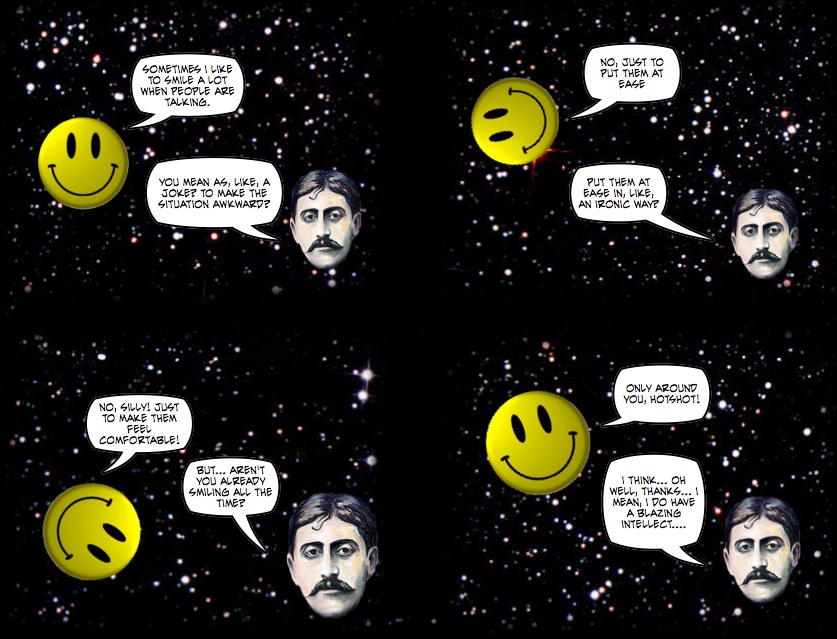 SOMETIMES I LIKE
TO SMILE A LOT
WHEN PEOPLE ARE
TALKING.
YOU MEAN AS, LIKE, A
JOKE? TO MAKE THE
SITUATION AWKWARD?
NO, JUST TO
PUT THEM AT
EASE
PUT THEM AT
EASE IN, LIKE,
AN IRONIC WAY?
NO, SILLY! JUST
TO MAKE THEM
FEEL
COMFORTABLE!
BUT... AREN'T
YOU ALREADY
SMILING ALL THE
TIME?
ONLY AROUND
YOU, HOTSHOT!
I THINK... OH
WELL, THANKS... I
MEAN, I DO HAVE
A BLAZING
INTELLECT....